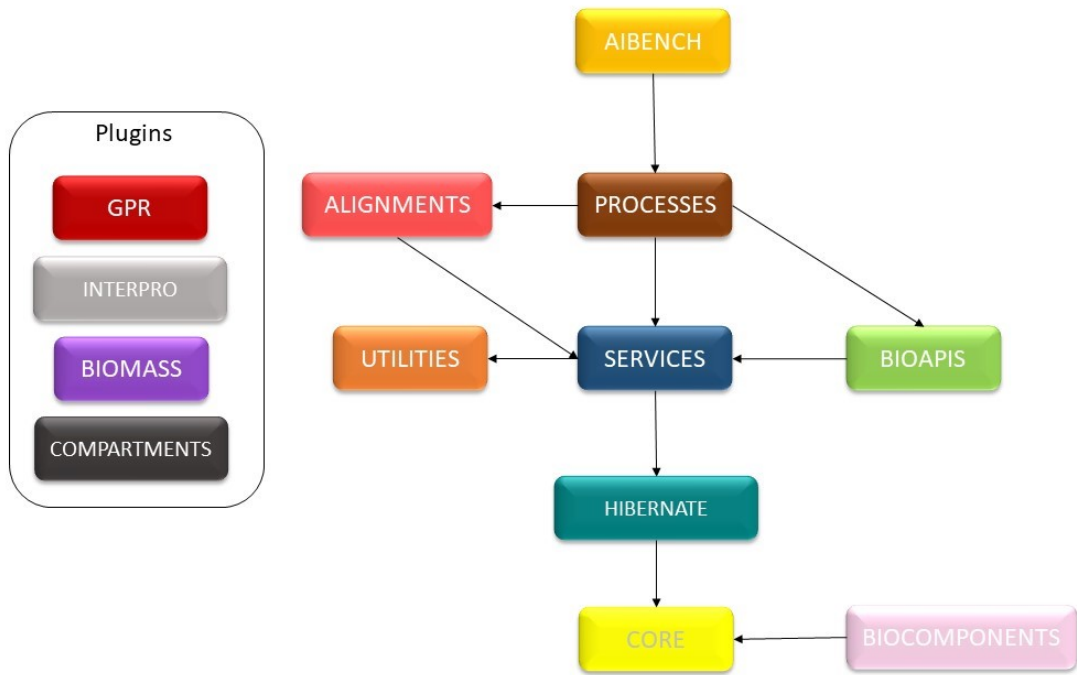 AIBENCH
Plugins
GPR
INTERPRO
BIOMASS
COMPARTMENTS
ALIGNMENTS
PROCESSES
UTILITIES
SERVICES
BIOAPIS
HIBERNATE
CORE
BIOCOMPONENTS